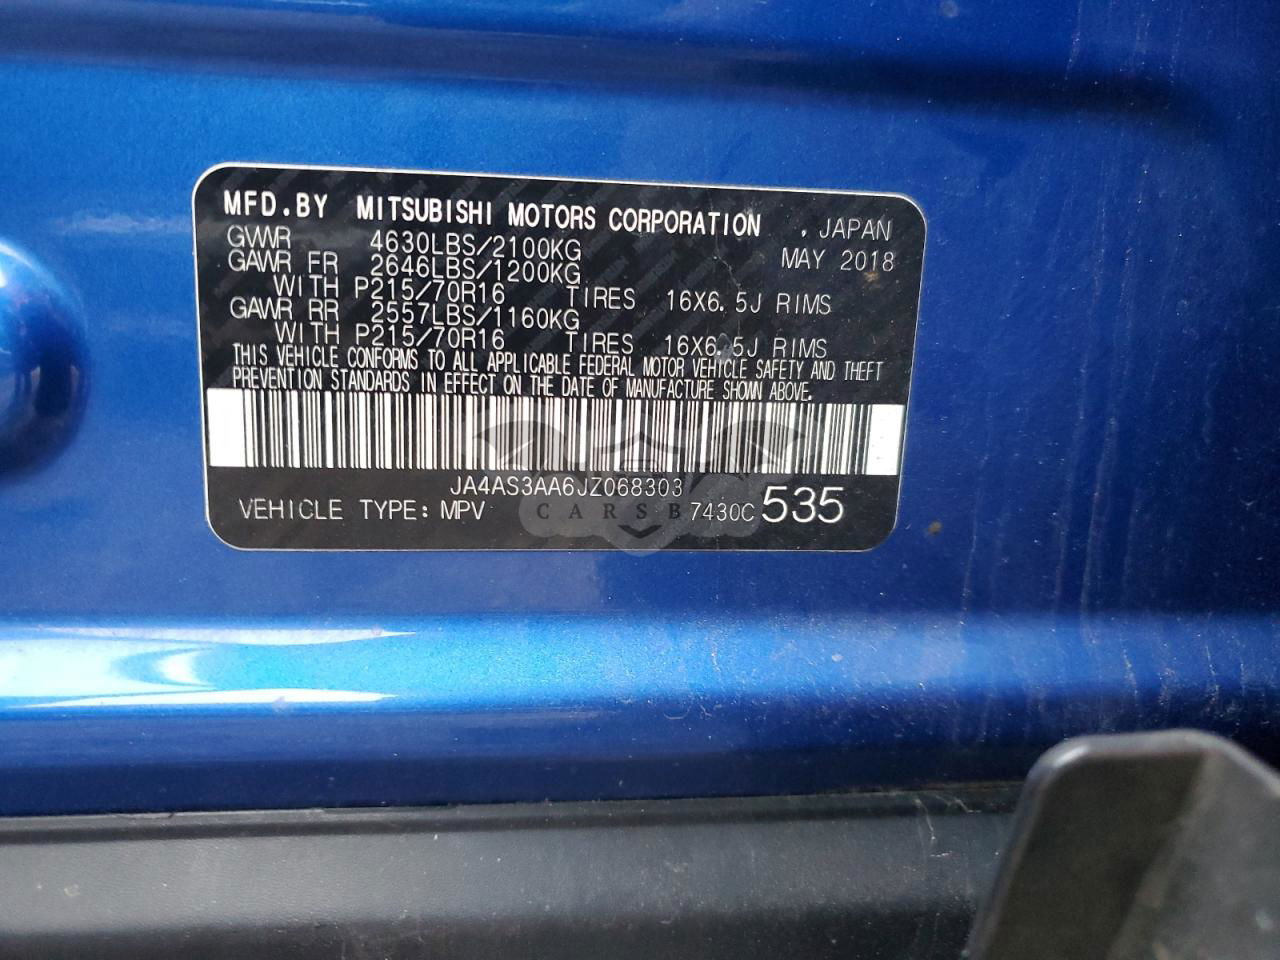 MFD.BY MITSUBISHI MOTORS CORPORATION , JAPAN
GVWR 4630LBS/2100KG MAY 2018
GAWR FR 2646LBS/1200KG
WITH P215/70R16 TIRES 16X6.5J RIMS
GAWR RR 2557LBS/1160KG
WITH P215/70R16 TIRES 16X6.5J RIMS
THIS VEHICLE CONFORMS TO ALL APPLICABLE FEDERAL MOTOR VEHICLE SAFETY AND THEFT
PREVENTION STANDARDS IN EFFECT ON THE DATE OF MANUFACTURE SHOWN ABOVE.
JA4AS3AA6JZ068303
VEHICLE TYPE: MPV 7430C 535